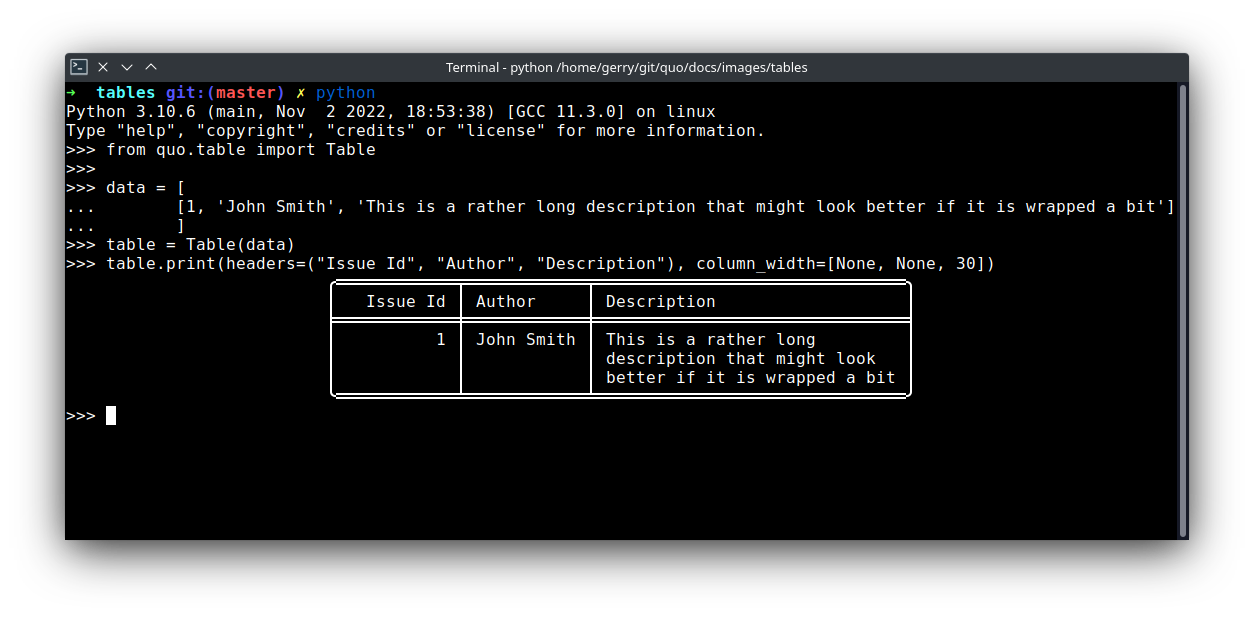 Terminal - python /home/gerry/git/quo/docs/images/tables
➜  tables git:(master) ✗ python
Python 3.10.6 (main, Nov  2 2022, 18:53:38) [GCC 11.3.0] on linux
Type "help", "copyright", "credits" or "license" for more information.
>>> from quo.table import Table
>>>
>>> data = [
...        [1, 'John Smith', 'This is a rather long description that might look better if it is wrapped a bit']
...        ]
>>> table = Table(data)
>>> table.print(headers=("Issue Id", "Author", "Description"), column_width=[None, None, 30])
Issue Id Author Description
1 John Smith This is a rather long
description that might look
better if it is wrapped a bit
>>>